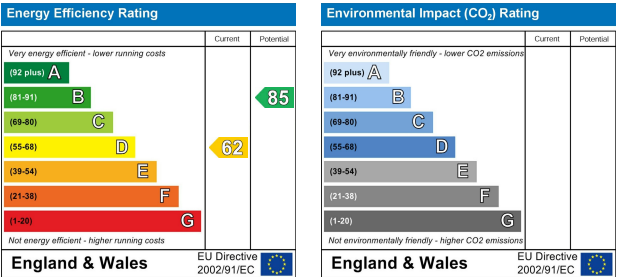 Energy Efficiency Rating
Current Potential
Very energy efficient - lower running costs
(92 plus) A
(81-91) B
85
(69-80) C
(55-68) D
62
(39-54) E
(21-38) F
(1-20) G
Not energy efficient - higher running costs
England & Wales
EU Directive
2002/91/EC
Environmental Impact (CO₂) Rating
Current Potential
Very environmentally friendly - lower CO2 emissions
(92 plus) A
(81-91) B
(69-80) C
(55-68) D
(39-54) E
(21-38) F
(1-20) G
Not environmentally friendly - higher CO2 emissions
England & Wales
EU Directive
2002/91/EC